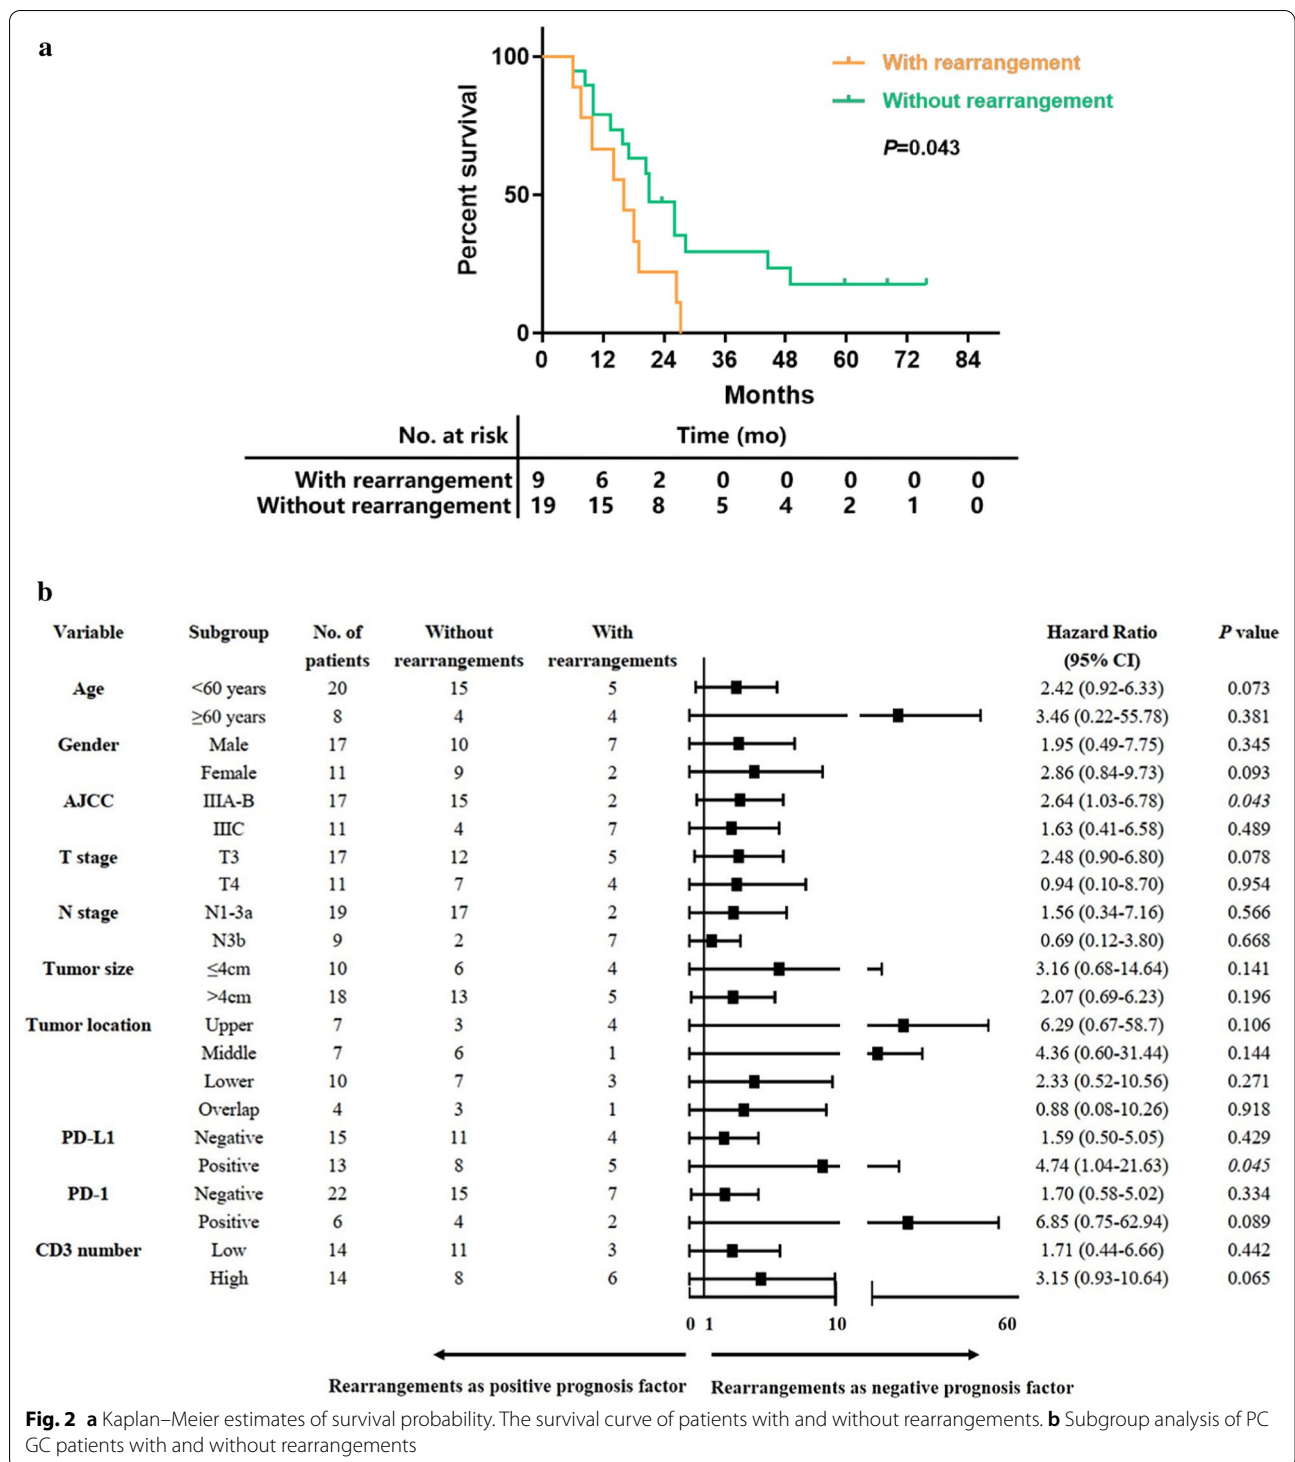 a
100
50
0
Percent survival
With rearrangement
Without rearrangement
P=0.043
0 12 24 36 48 60 72 84
Months
No. at risk Time (mo)
With rearrangement 9 6 2 0 0 0 0 0
Without rearrangement 19 15 8 5 4 2 1 0
b
Variable Subgroup No. of Without With Hazard Ratio P value
patients rearrangements rearrangements (95% CI)
Age <60 years 20 15 5 2.42 (0.92-6.33) 0.073
≥60 years 8 4 4 3.46 (0.22-55.78) 0.381
Gender Male 17 10 7 1.95 (0.49-7.75) 0.345
Female 11 9 2 2.86 (0.84-9.73) 0.093
AJCC IIIA-B 17 15 2 2.64 (1.03-6.78) 0.043
IIIC 11 4 7 1.63 (0.41-6.58) 0.489
T stage T3 17 12 5 2.48 (0.90-6.80) 0.078
T4 11 7 4 0.94 (0.10-8.70) 0.954
N stage N1-3a 19 17 2 1.56 (0.34-7.16) 0.566
N3b 9 2 7 0.69 (0.12-3.80) 0.668
Tumor size ≤4cm 10 6 4 3.16 (0.68-14.64) 0.141
>4cm 18 13 5 2.07 (0.69-6.23) 0.196
Tumor location Upper 7 3 4 6.29 (0.67-58.7) 0.106
Middle 7 6 1 4.36 (0.60-31.44) 0.144
Lower 10 7 3 2.33 (0.52-10.56) 0.271
Overlap 4 3 1 0.88 (0.08-10.26) 0.918
PD-L1 Negative 15 11 4 1.59 (0.50-5.05) 0.429
Positive 13 8 5 4.74 (1.04-21.63) 0.045
PD-1 Negative 22 15 7 1.70 (0.58-5.02) 0.334
Positive 6 4 2 6.85 (0.75-62.94) 0.089
CD3 number Low 14 11 3 1.71 (0.44-6.66) 0.442
High 14 8 6 3.15 (0.93-10.64) 0.065
0 1 10 60
Rearrangements as positive prognosis factor Rearrangements as negative prognosis factor
Fig. 2 a Kaplan–Meier estimates of survival probability. The survival curve of patients with and without rearrangements. b Subgroup analysis of PC
GC patients with and without rearrangements